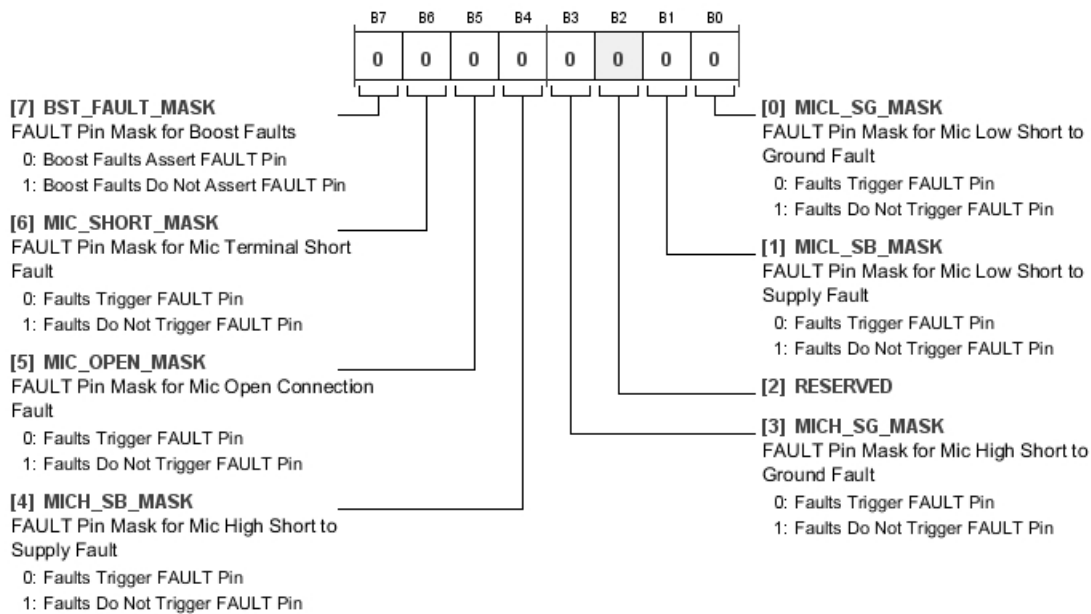 B7 B6 B5 B4 B3 B2 B1 B0
0 0 0 0 0 0 0 0
[7] BST_FAULT_MASK
FAULT Pin Mask for Boost Faults
0: Boost Faults Assert FAULT Pin
1: Boost Faults Do Not Assert FAULT Pin
[6] MIC_SHORT_MASK
FAULT Pin Mask for Mic Terminal Short
Fault
0: Faults Trigger FAULT Pin
1: Faults Do Not Trigger FAULT Pin
[5] MIC_OPEN_MASK
FAULT Pin Mask for Mic Open Connection
Fault
0: Faults Trigger FAULT Pin
1: Faults Do Not Trigger FAULT Pin
[4] MICH_SB_MASK
FAULT Pin Mask for Mic High Short to
Supply Fault
0: Faults Trigger FAULT Pin
1: Faults Do Not Trigger FAULT Pin
[0] MICL_SG_MASK
FAULT Pin Mask for Mic Low Short to
Ground Fault
0: Faults Trigger FAULT Pin
1: Faults Do Not Trigger FAULT Pin
[1] MICL_SB_MASK
FAULT Pin Mask for Mic Low Short to
Supply Fault
0: Faults Trigger FAULT Pin
1: Faults Do Not Trigger FAULT Pin
[2] RESERVED
[3] MICH_SG_MASK
FAULT Pin Mask for Mic High Short to
Ground Fault
0: Faults Trigger FAULT Pin
1: Faults Do Not Trigger FAULT Pin